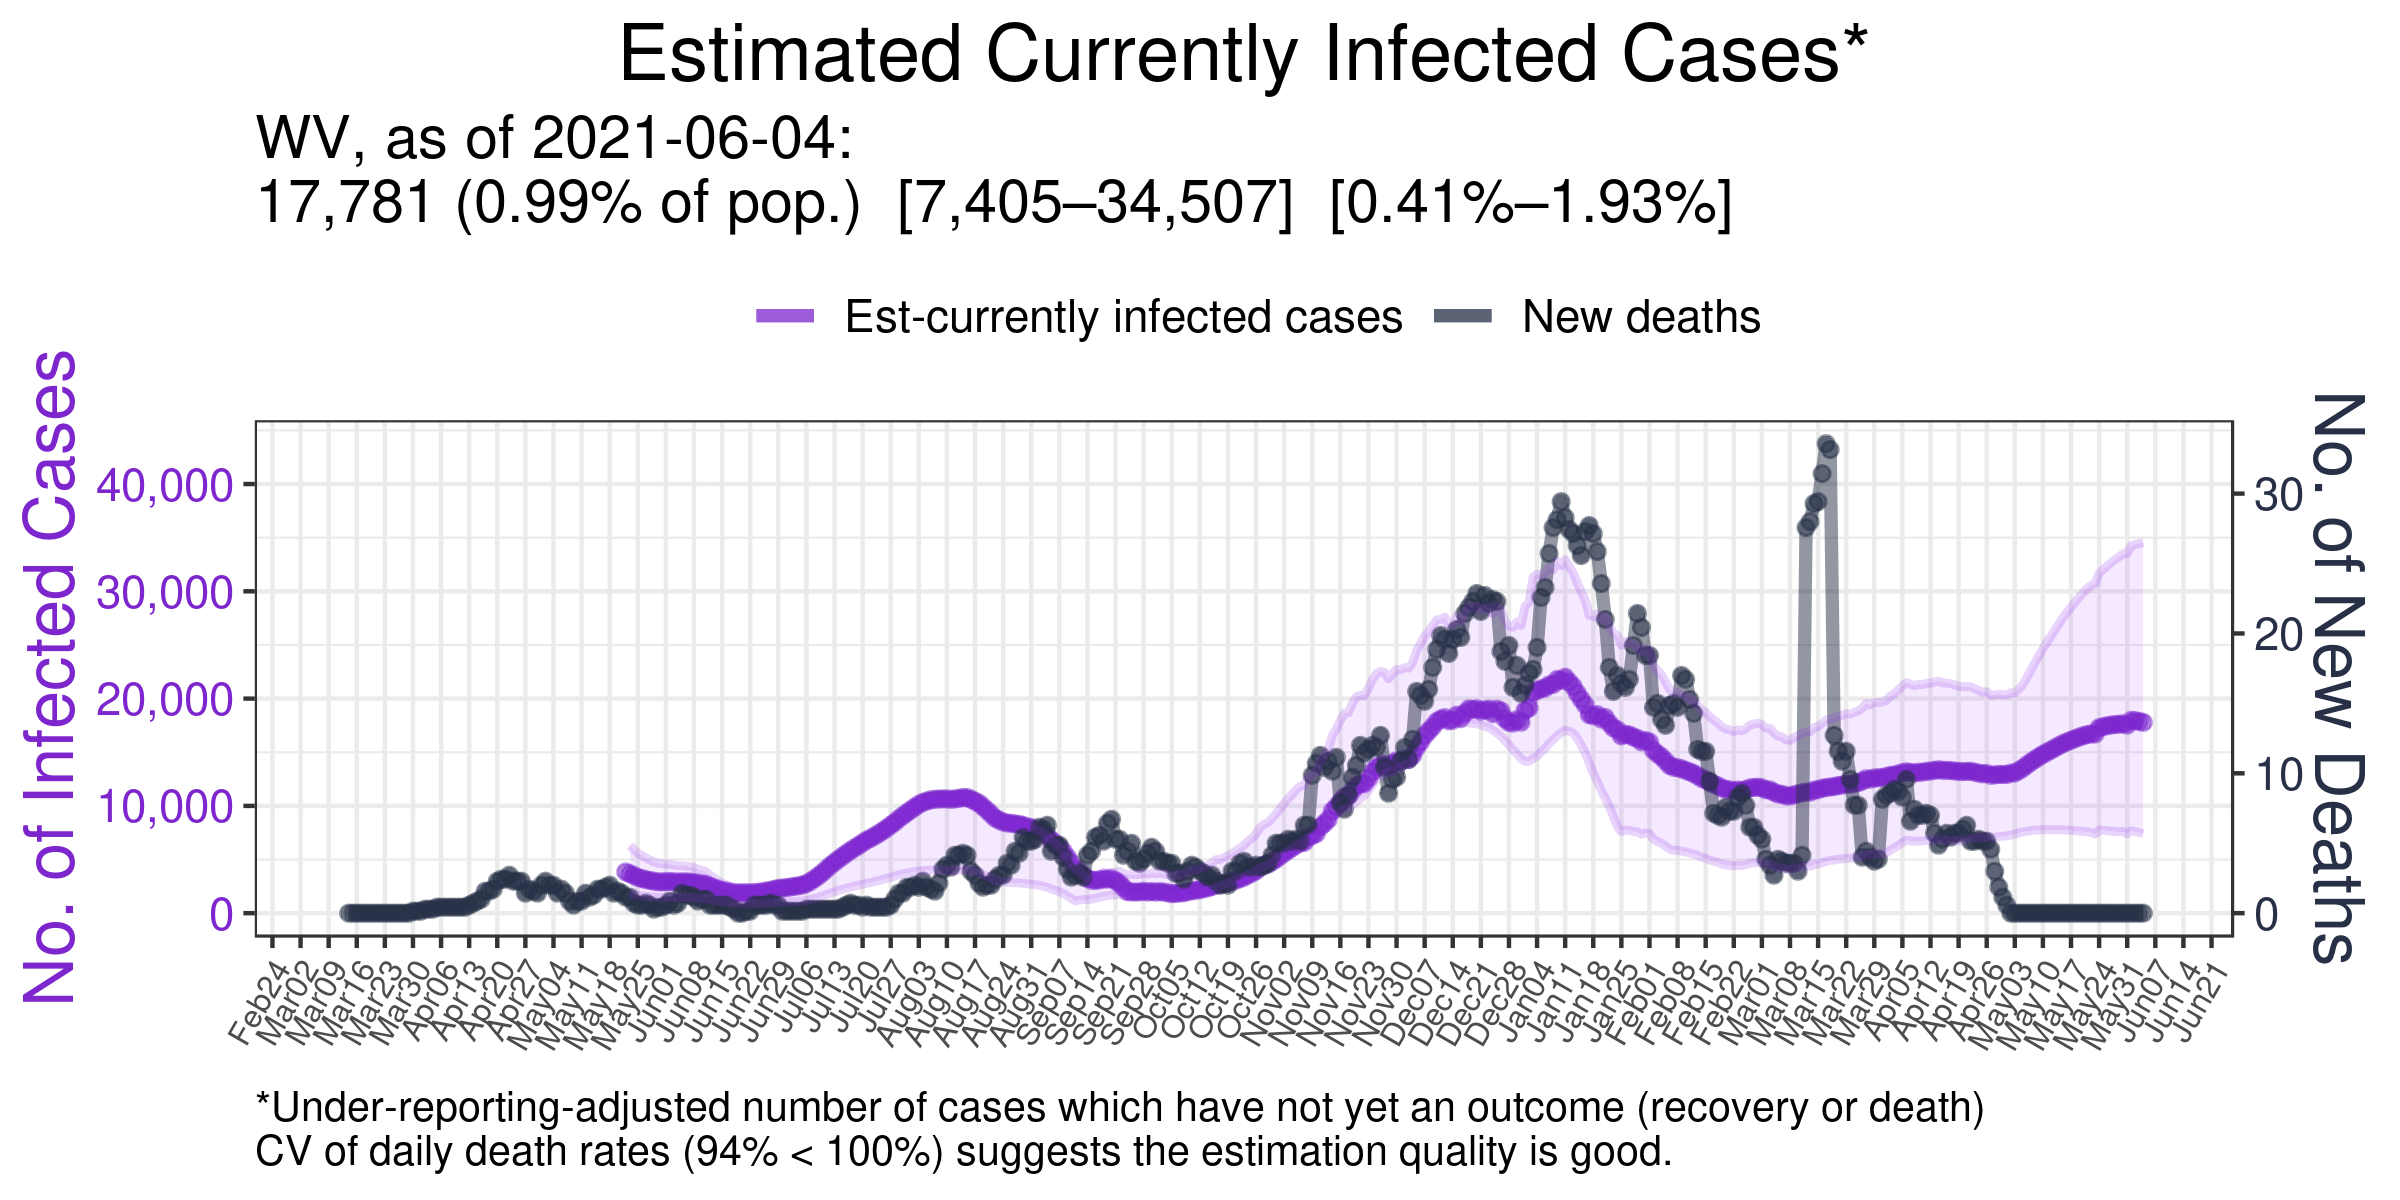 Estimated Currently Infected Cases*
WV, as of 2021-06-04:
17,781 (0.99% of pop.)  [7,405–34,507]  [0.41%–1.93%]
Est-currently infected cases
New deaths
No. of Infected Cases
40,000
30,000
20,000
10,000
0
No. of New Deaths
30
20
10
0
Feb24
Mar02
Mar09
Mar16
Mar23
Mar30
Apr06
Apr13
Apr20
Apr27
May04
May11
May18
May25
Jun01
Jun08
Jun15
Jun22
Jun29
Jul06
Jul13
Jul20
Jul27
Aug03
Aug10
Aug17
Aug24
Aug31
Sep07
Sep14
Sep21
Sep28
Oct05
Oct12
Oct19
Oct26
Nov02
Nov09
Nov16
Nov23
Nov30
Dec07
Dec14
Dec21
Dec28
Jan04
Jan11
Jan18
Jan25
Feb01
Feb08
Feb15
Feb22
Mar01
Mar08
Mar15
Mar22
Mar29
Apr05
Apr12
Apr19
Apr26
May03
May10
May17
May24
May31
Jun07
Jun14
Jun21
*Under-reporting-adjusted number of cases which have not yet an outcome (recovery or death)
CV of daily death rates (94% < 100%) suggests the estimation quality is good.